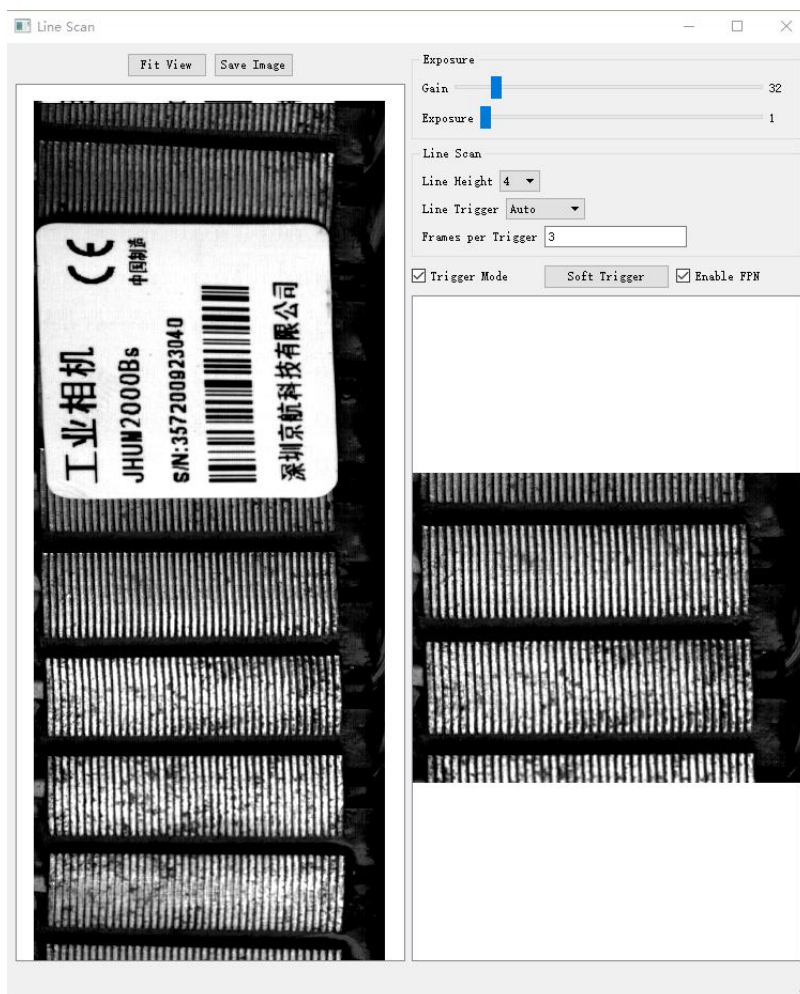 Line Scan
Fit View
Save Image
Exposure
Gain
32
Exposure
1
Line Scan
Line Height 4
Line Trigger Auto
Frames per Trigger 3
Trigger Mode
Soft Trigger
Enable FPN
工业相机
JHUM2000Bs
S/N:357200923040
深圳京航科技有限公司
CE
中国制造